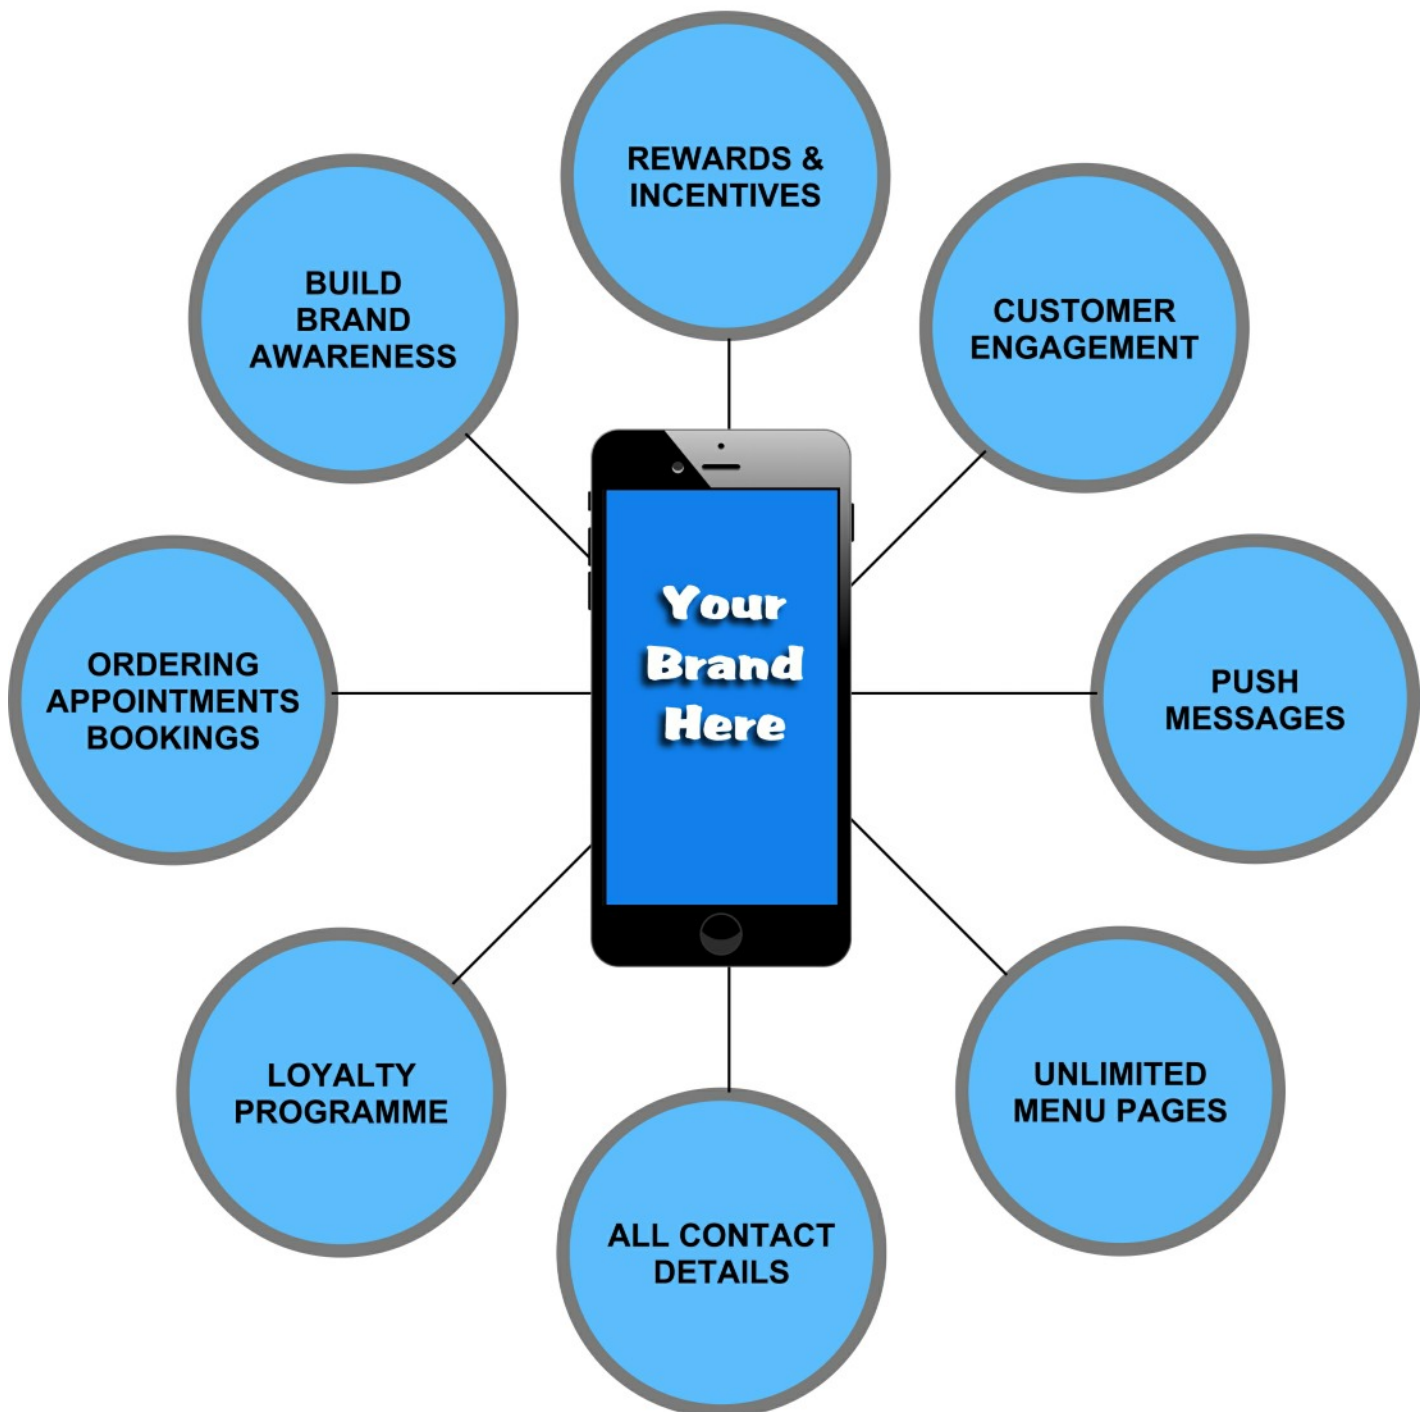 REWARDS &
INCENTIVES
BUILD
BRAND
AWARENESS
CUSTOMER
ENGAGEMENT
Your
Brand
Here
ORDERING
APPOINTMENTS
BOOKINGS
PUSH
MESSAGES
LOYALTY
PROGRAMME
UNLIMITED
MENU PAGES
ALL CONTACT
DETAILS